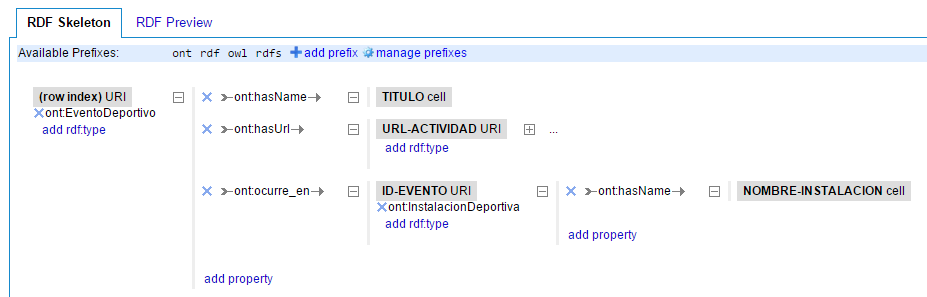 RDF Skeleton RDF Preview
Available Prefixes: ont rdf owl rdfs add prefix manage prefixes
(row index) URI ont:hasName TITULO cell
ont:EventoDeportivo
add rdf:type ont:hasUrl URL-ACTIVIDAD URI ...
add rdf:type
ont:ocurre_en ID-EVENTO URI ont:hasName NOMBRE-INSTALACION cell
ont:InstalacionDeportiva
add rdf:type
add property
add property